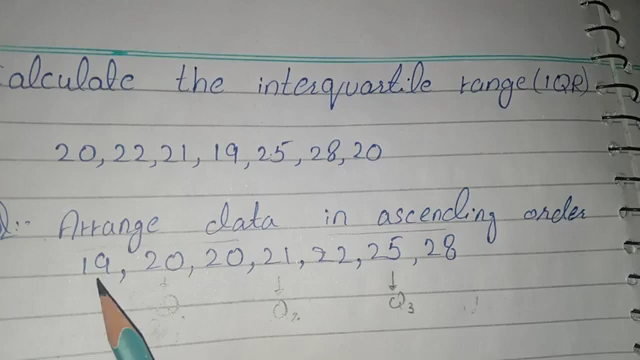 alculate the interquartile range (IQR)
20, 22, 21, 19, 25, 28, 20
:- Arrange data in ascending order
19, 20, 20, 21, 22, 25, 28
↓ ↓ ↓
Q Q₂ Q₃